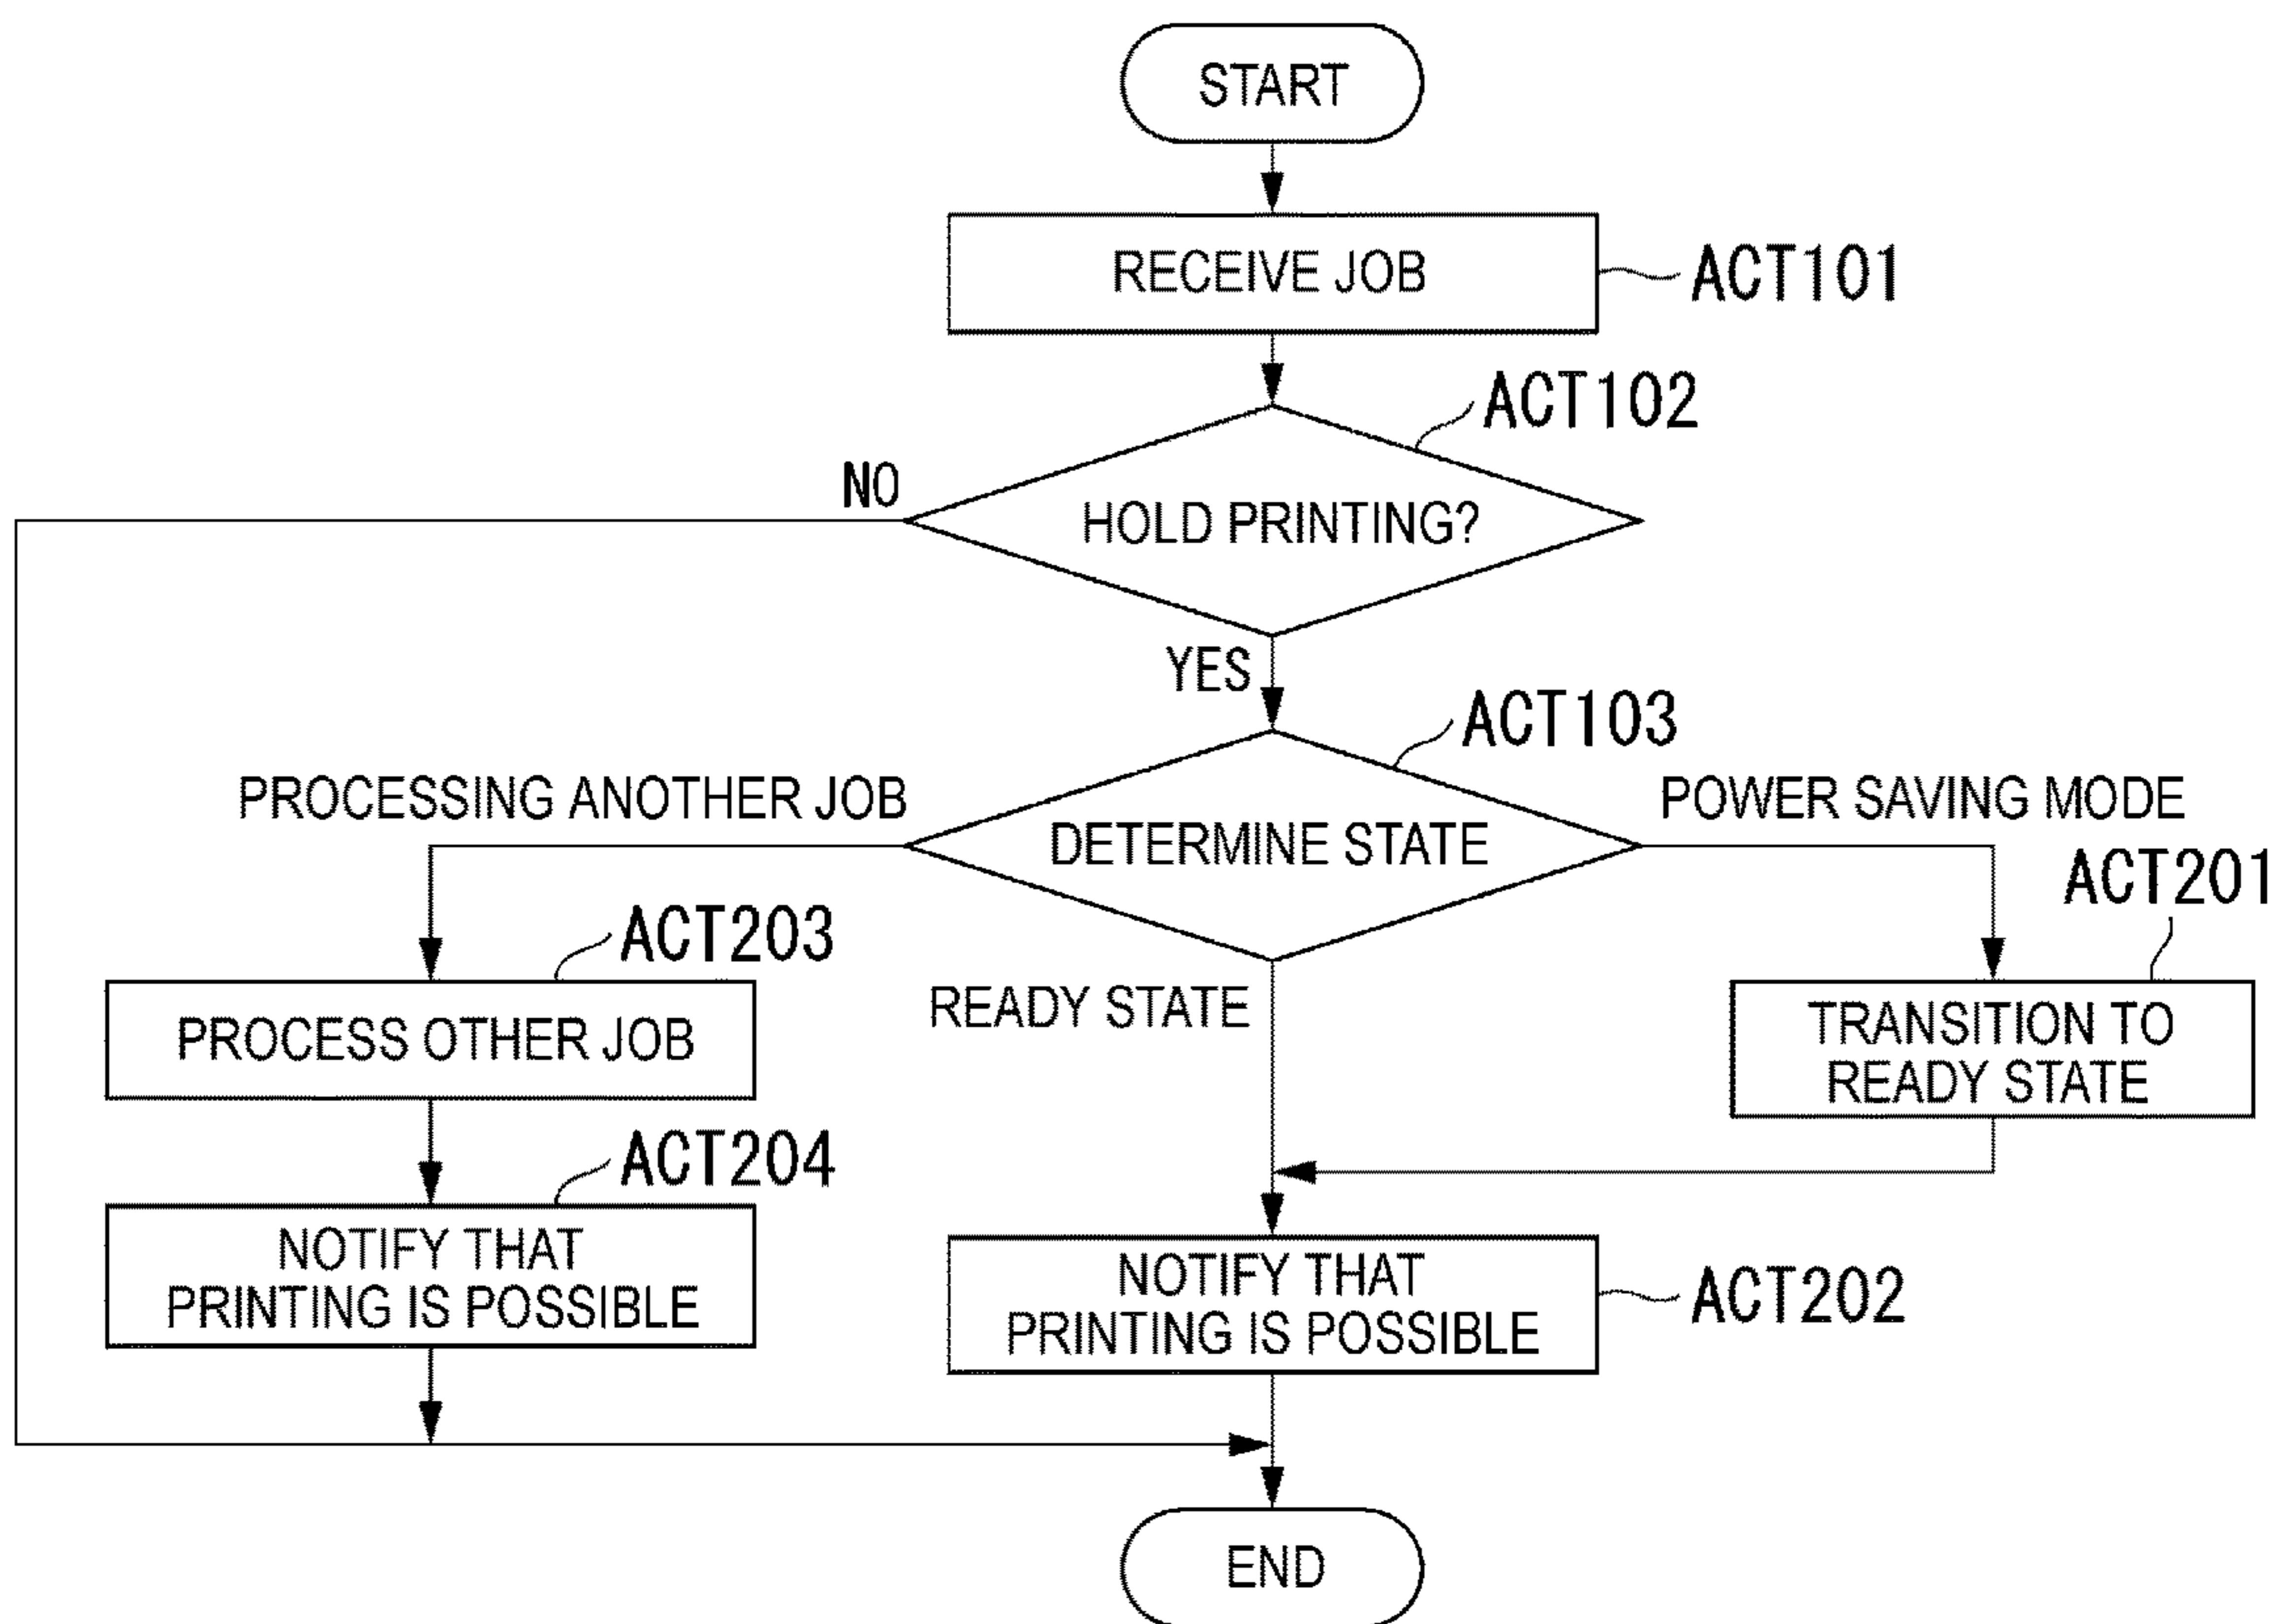 START
RECEIVE JOB
ACT101
ACT102
NO
HOLD PRINTING?
YES
ACT103
PROCESSING ANOTHER JOB
POWER SAVING MODE
DETERMINE STATE
ACT201
ACT203
READY STATE
TRANSITION TO
READY STATE
PROCESS OTHER JOB
ACT204
NOTIFY THAT
PRINTING IS POSSIBLE
NOTIFY THAT
PRINTING IS POSSIBLE
ACT202
END